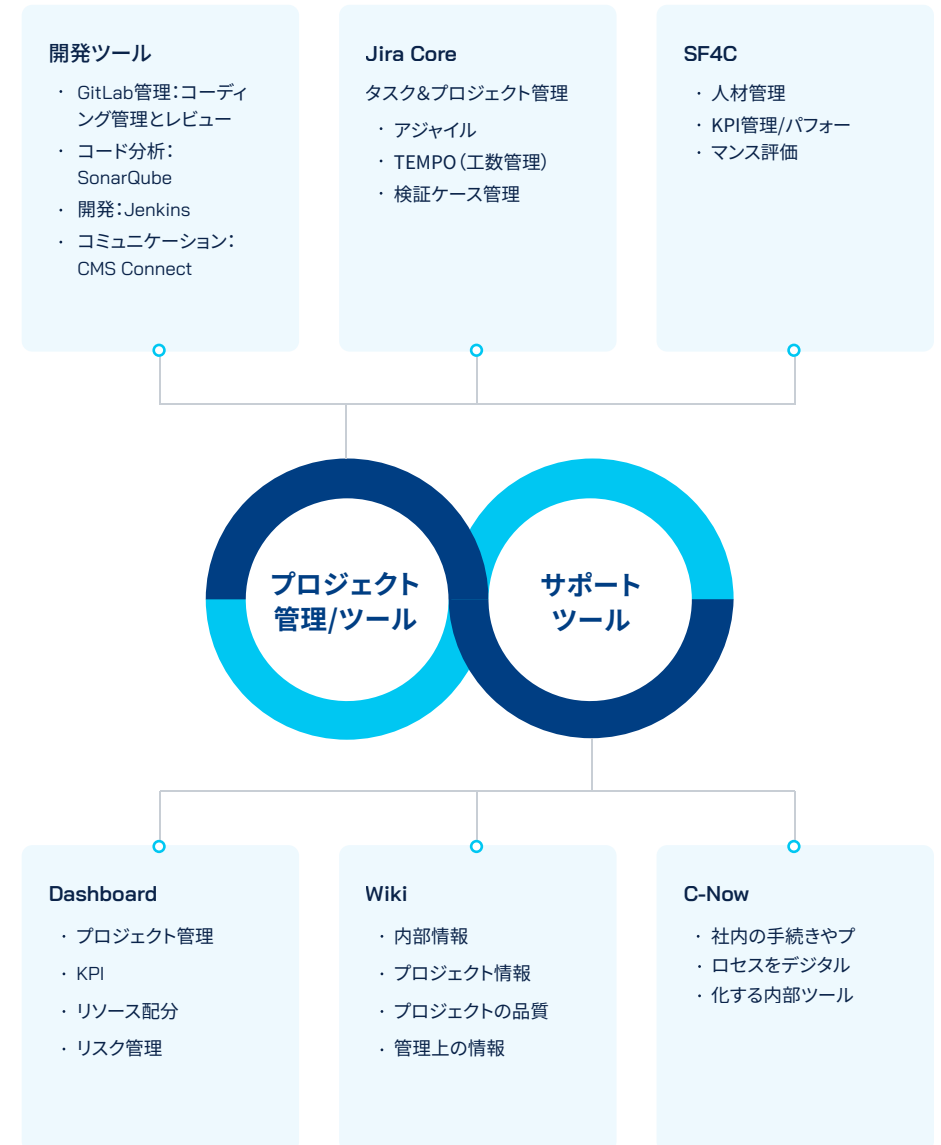 開発ツール
・ GitLab管理：コーディ
ング管理とレビュー
・ コード分析：
SonarQube
・ 開発：Jenkins
・ コミュニケーション：
CMS Connect
Jira Core
タスク&プロジェクト管理
・ アジャイル
・ TEMPO（工数管理）
・ 検証ケース管理
SF4C
・ 人材管理
・ KPI管理/パフォー
・ マンス評価
プロジェクト
管理/ツール
サポート
ツール
Dashboard
・ プロジェクト管理
・ KPI
・ リソース配分
・ リスク管理
Wiki
・ 内部情報
・ プロジェクト情報
・ プロジェクトの品質
・ 管理上の情報
C-Now
・ 社内の手続きやプ
・ ロセスをデジタル
・ 化する内部ツール